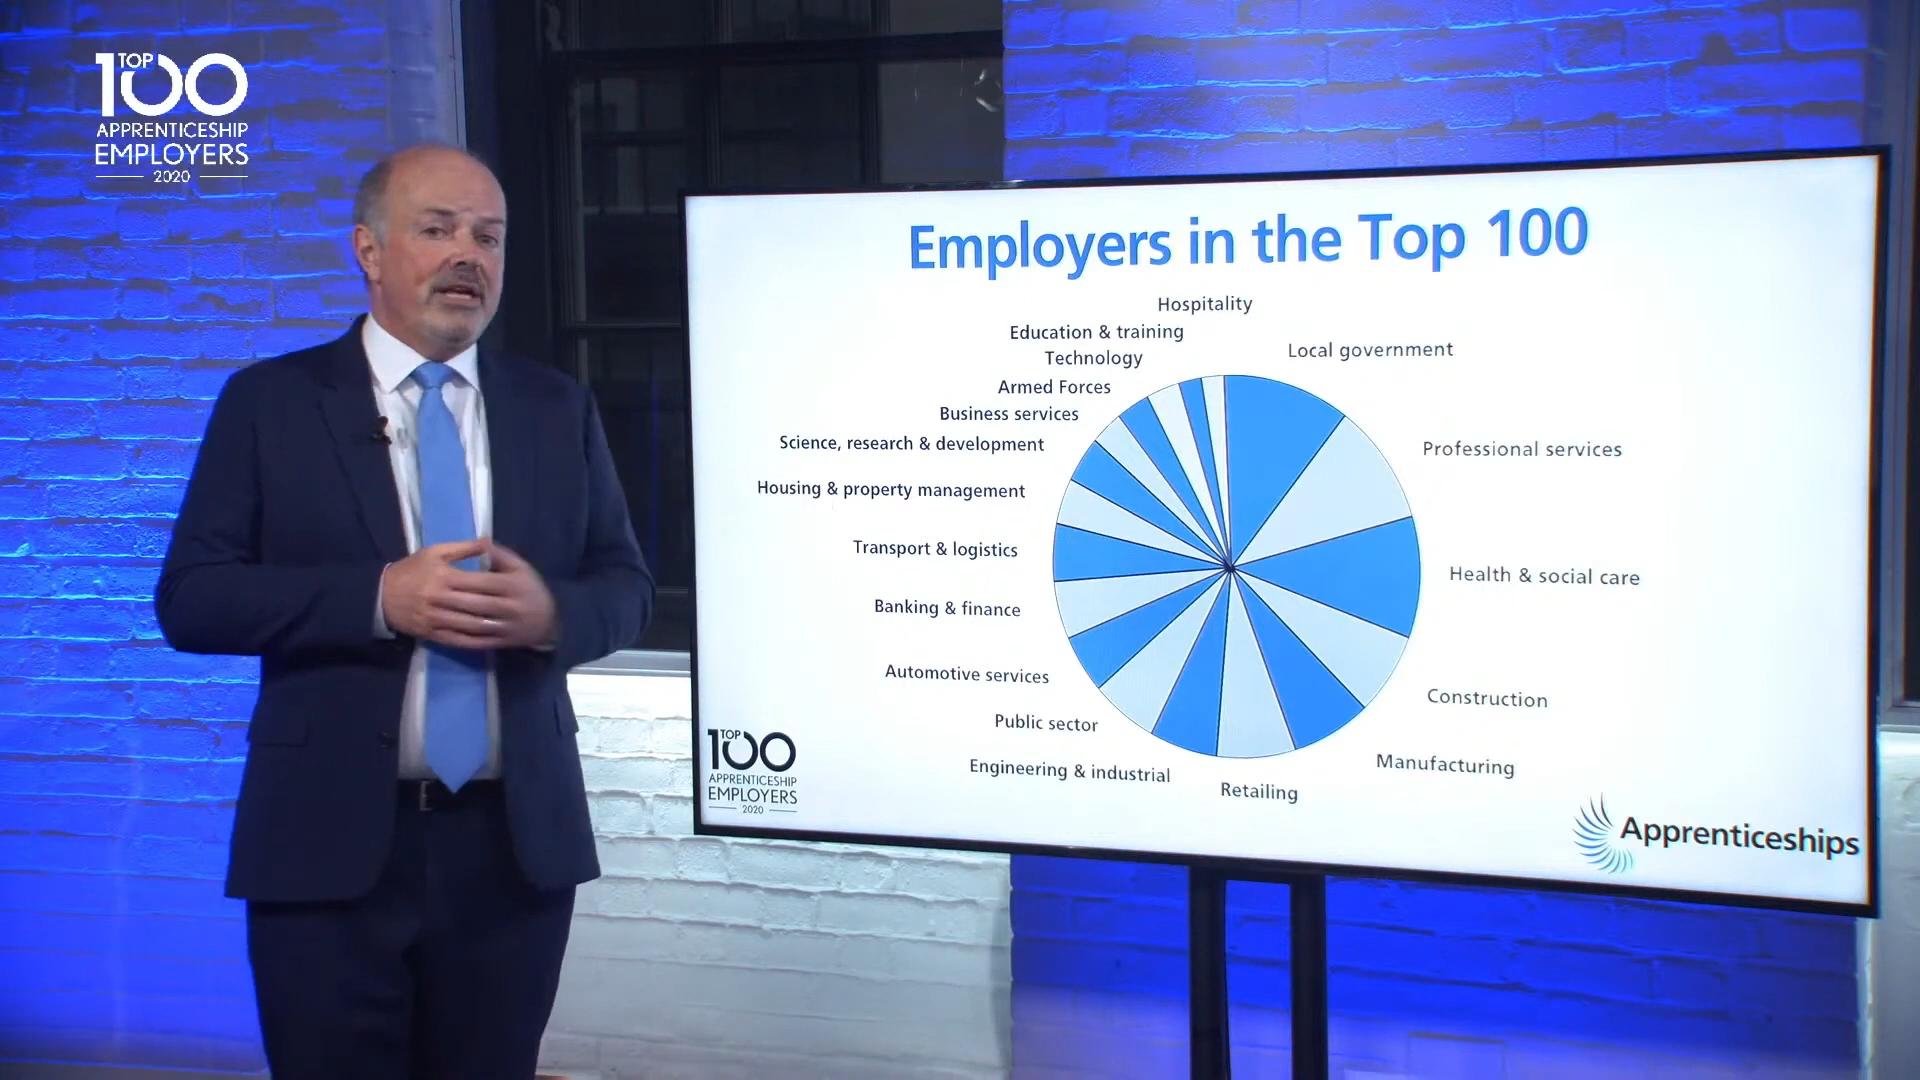 TOP
100
APPRENTICESHIP
EMPLOYERS
2020
Employers in the Top 100
Hospitality
Education & training
Technology
Local government
Armed Forces
Business services
Science, research & development
Professional services
Housing & property management
Transport & logistics
Health & social care
Banking & finance
Automotive services
Construction
Public sector
Manufacturing
Engineering & industrial
Retailing
TOP
100
APPRENTICESHIP
EMPLOYERS
2020
Apprenticeships